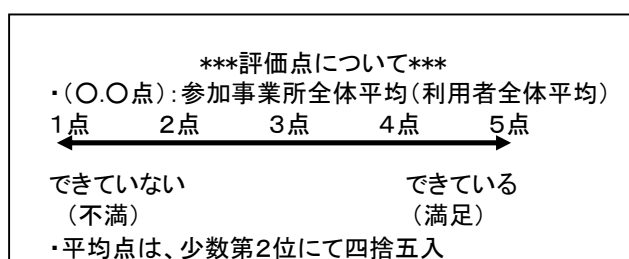 ***評価点について***
・(○.○点):参加事業所全体平均(利用者全体平均)
1点 2点 3点 4点 5点
できていない できている
(不満) (満足)
・平均点は、少数第2位にて四捨五入